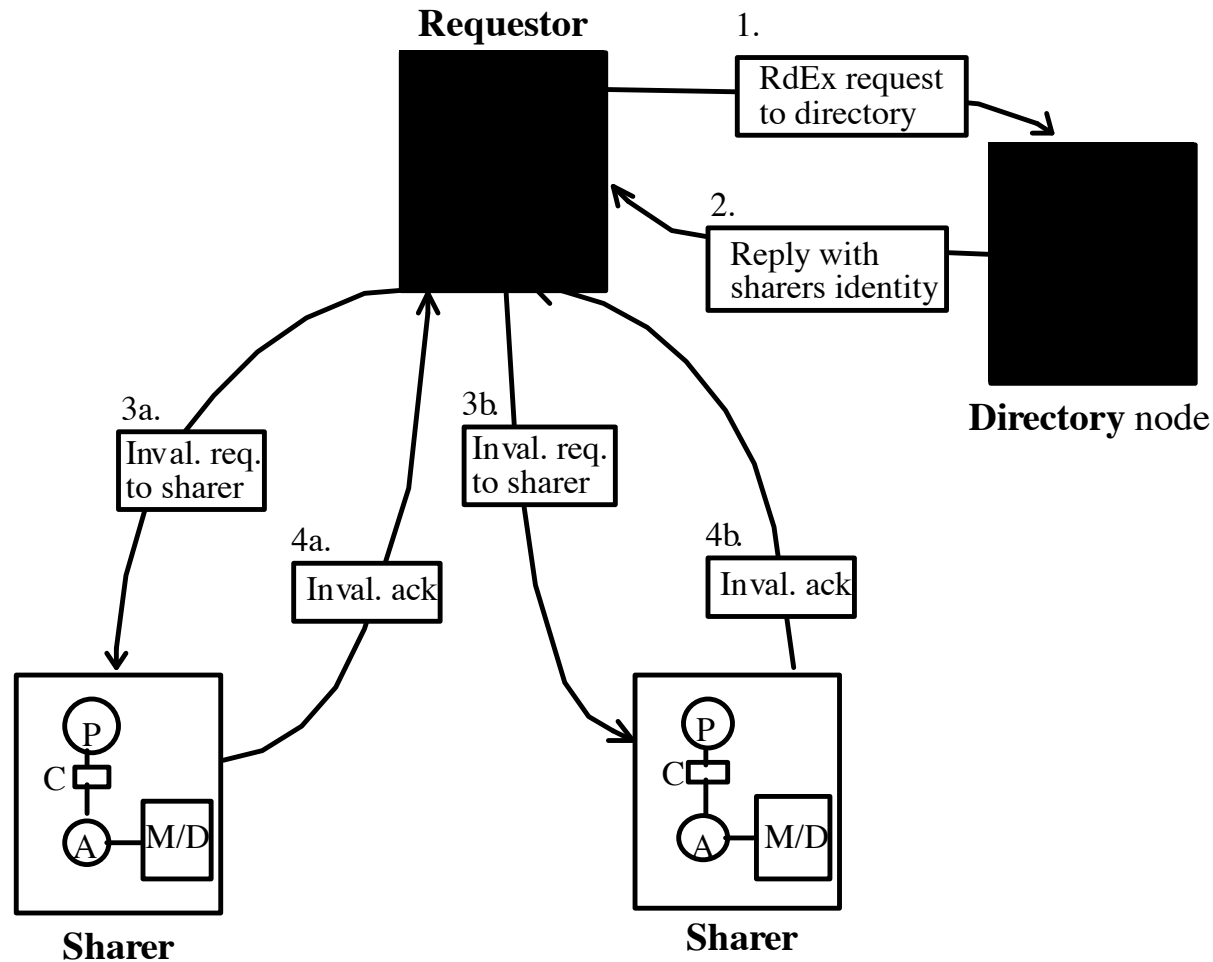 Requestor
1.
RdEx request
to directory
2.
Reply with
sharers identity
Directory node
3a.
Inval. req.
to sharer
3b.
Inval. req.
to sharer
4a.
Inval. ack
4b.
Inval. ack
P
C
A
M/D
Sharer
P
C
A
M/D
Sharer